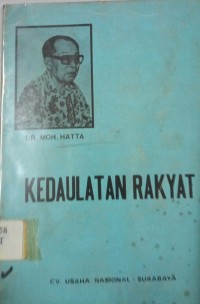 DR. MOH. HATTA
KEDAULATAN RAKYAT
CV. USAHA NASIONAL - SURABAYA